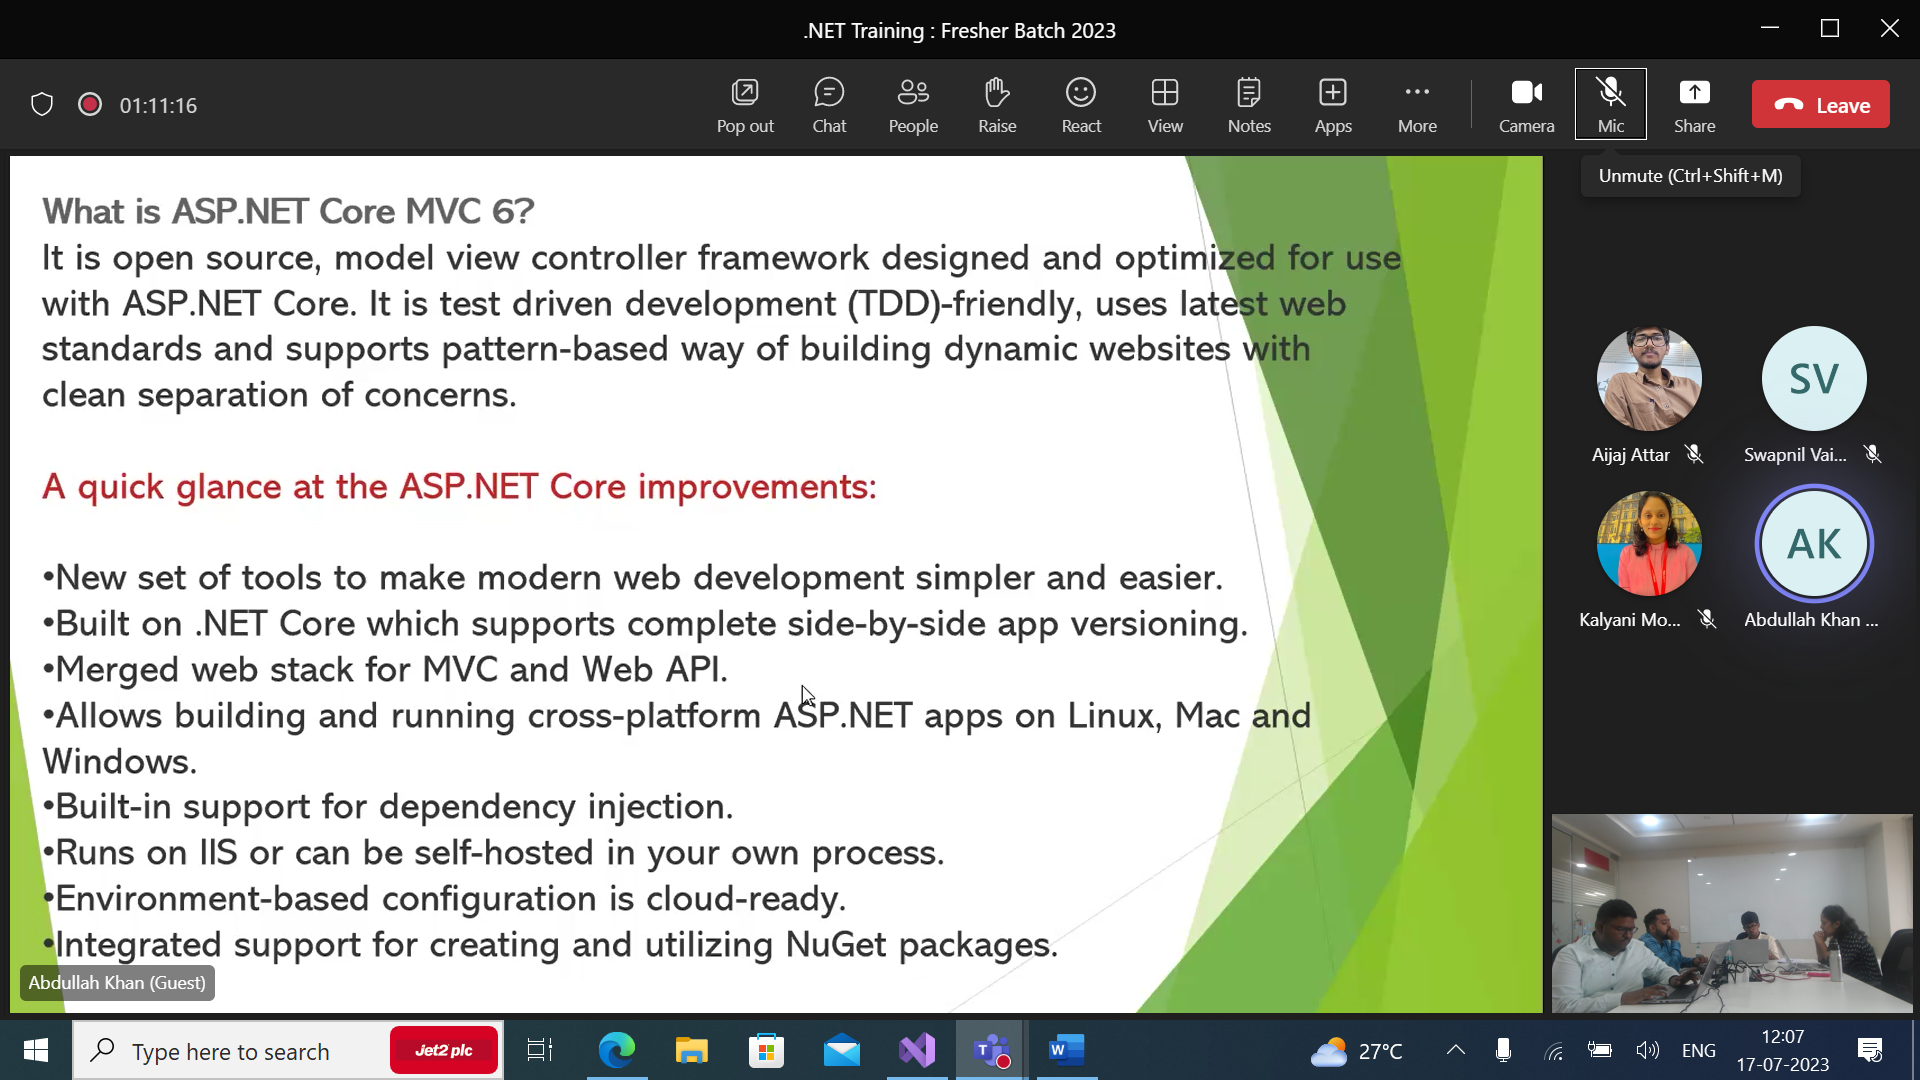 .NET Training : Fresher Batch 2023
01:11:16
Pop out
Chat
People
Raise
React
View
Notes
Apps
More
Camera
Mic
Share
Leave
Unmute (Ctrl+Shift+M)
What is ASP.NET Core MVC 6?
It is open source, model view controller framework designed and optimized for use
with ASP.NET Core. It is test driven development (TDD)-friendly, uses latest web
standards and supports pattern-based way of building dynamic websites with
clean separation of concerns.
A quick glance at the ASP.NET Core improvements:
•New set of tools to make modern web development simpler and easier.
•Built on .NET Core which supports complete side-by-side app versioning.
•Merged web stack for MVC and Web API.
•Allows building and running cross-platform ASP.NET apps on Linux, Mac and
Windows.
•Built-in support for dependency injection.
•Runs on IIS or can be self-hosted in your own process.
•Environment-based configuration is cloud-ready.
•Integrated support for creating and utilizing NuGet packages.
Abdullah Khan (Guest)
Aijaj Attar
SV
Swapnil Vai...
Kalyani Mo...
AK
Abdullah Khan ...
Type here to search
Jet2 plc
T
W
27°C
ENG
12:07
17-07-2023